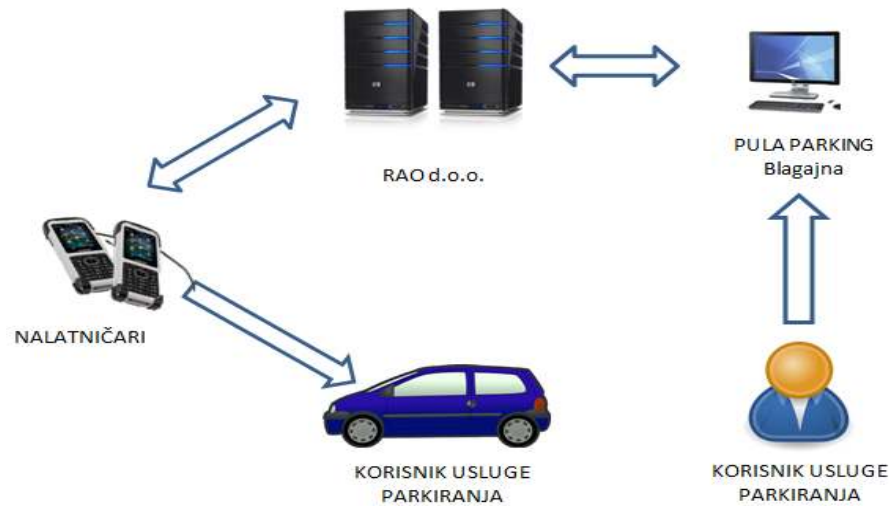 RAO d.o.o.
PULA PARKING
Blagajna
NALATNIČARI
KORISNIK USLUGE
PARKIRANJA
KORISNIK USLUGE
PARKIRANJA